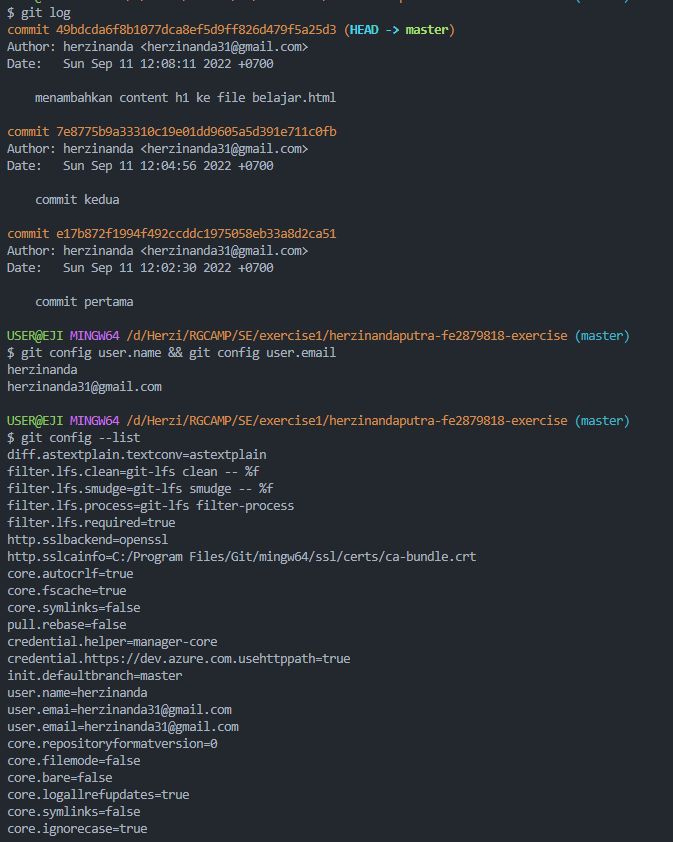 $ git log
commit 49bdcda6f8b1077dca8ef5d9ff826d479f5a25d3 (HEAD -> master)
Author: herzinanda <herzinanda31@gmail.com>
Date:   Sun Sep 11 12:08:11 2022 +0700
menambahkan content h1 ke file belajar.html
commit 7e8775b9a33310c19e01dd9605a5d391e711c0fb
Author: herzinanda <herzinanda31@gmail.com>
Date:   Sun Sep 11 12:04:56 2022 +0700
commit kedua
commit e17b872f1994f492ccddc1975058eb33a8d2ca51
Author: herzinanda <herzinanda31@gmail.com>
Date:   Sun Sep 11 12:02:30 2022 +0700
commit pertama
USER@EJI MINGW64 /d/Herzi/RGCAMP/SE/exercise1/herzinandaputra-fe2879818-exercise (master)
$ git config user.name && git config user.email
herzinanda
herzinanda31@gmail.com
USER@EJI MINGW64 /d/Herzi/RGCAMP/SE/exercise1/herzinandaputra-fe2879818-exercise (master)
$ git config --list
diff.astextplain.textconv=astextplain
filter.lfs.clean=git-lfs clean -- %f
filter.lfs.smudge=git-lfs smudge -- %f
filter.lfs.process=git-lfs filter-process
filter.lfs.required=true
http.sslbackend=openssl
http.sslcainfo=C:/Program Files/Git/mingw64/ssl/certs/ca-bundle.crt
core.autocrlf=true
core.fscache=true
core.symlinks=false
pull.rebase=false
credential.helper=manager-core
credential.https://dev.azure.com.usehttppath=true
init.defaultbranch=master
user.name=herzinanda
user.emai=herzinanda31@gmail.com
user.email=herzinanda31@gmail.com
core.repositoryformatversion=0
core.filemode=false
core.bare=false
core.logallrefupdates=true
core.symlinks=false
core.ignorecase=true